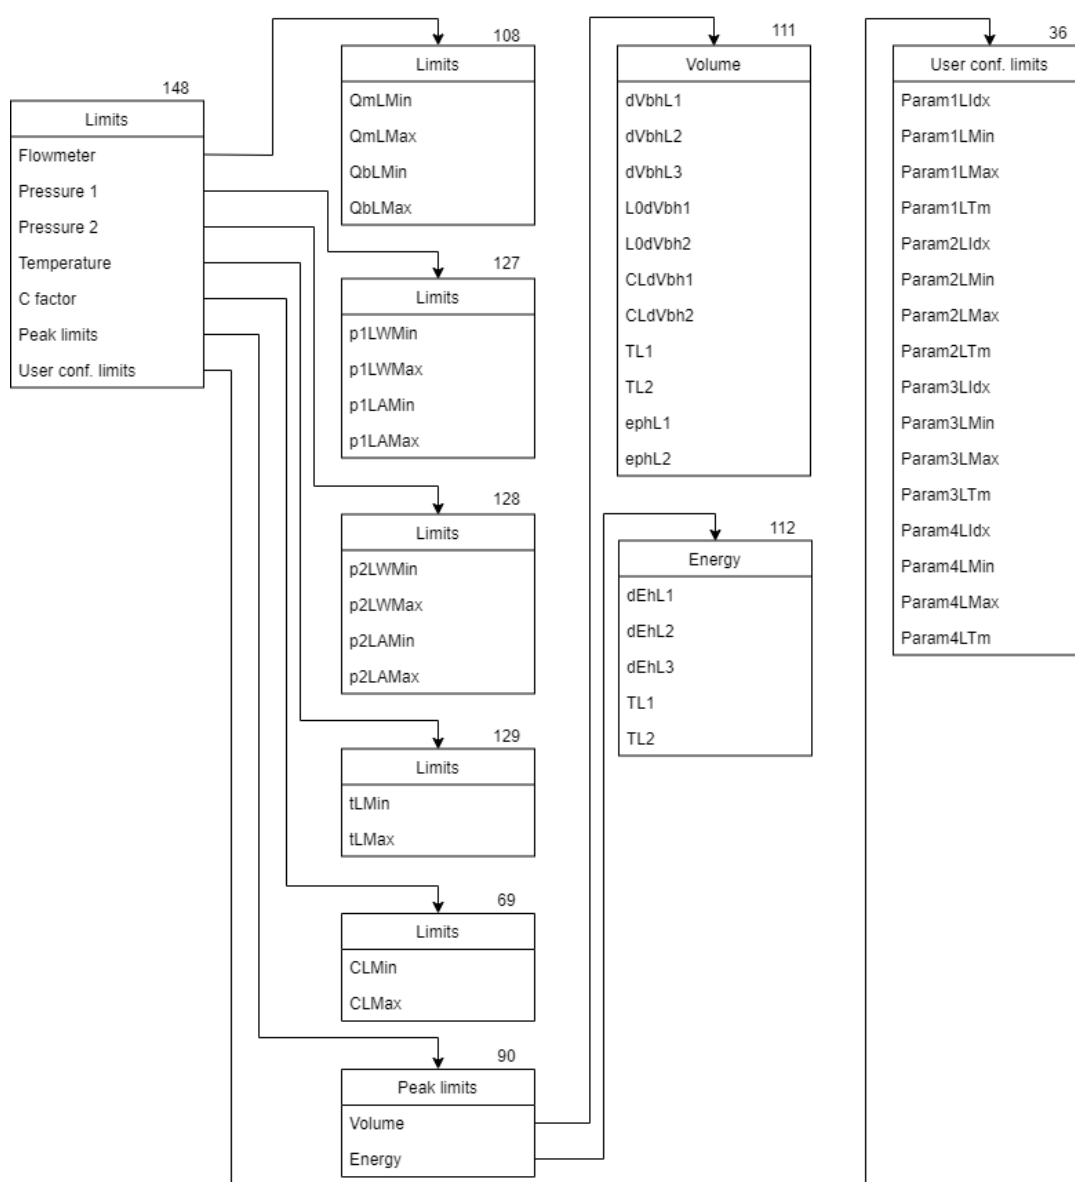 148
Limits
Flowmeter
Pressure 1
Pressure 2
Temperature
C factor
Peak limits
User conf. limits
108
Limits
QmLMin
QmLMax
QbLMin
QbLMax
127
Limits
p1LWMin
p1LWMax
p1LAMin
p1LAMax
128
Limits
p2LWMin
p2LWMax
p2LAMin
p2LAMax
129
Limits
tLMin
tLMax
69
Limits
CLMin
CLMax
90
Peak limits
Volume
Energy
111
Volume
dVbhL1
dVbhL2
dVbhL3
L0dVbh1
L0dVbh2
CLdVbh1
CLdVbh2
TL1
TL2
ephL1
ephL2
112
Energy
dEhL1
dEhL2
dEhL3
TL1
TL2
36
User conf. limits
Param1LIdx
Param1LMin
Param1LMax
Param1LTm
Param2LIdx
Param2LMin
Param2LMax
Param2LTm
Param3LIdx
Param3LMin
Param3LMax
Param3LTm
Param4LIdx
Param4LMin
Param4LMax
Param4LTm